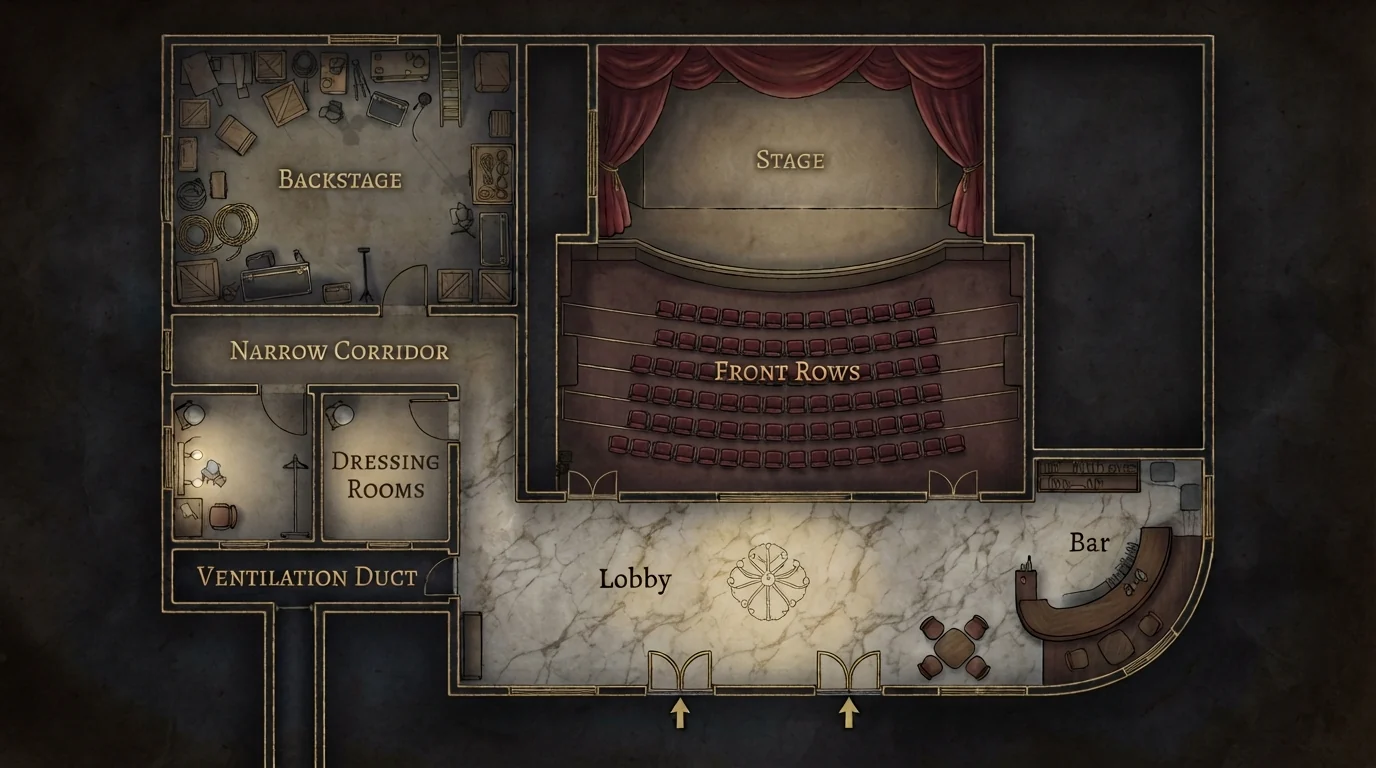 Stage
Backstage
Narrow Corridor
Front Rows
Dressing
Rooms
Ventilation Duct
Lobby
Bar